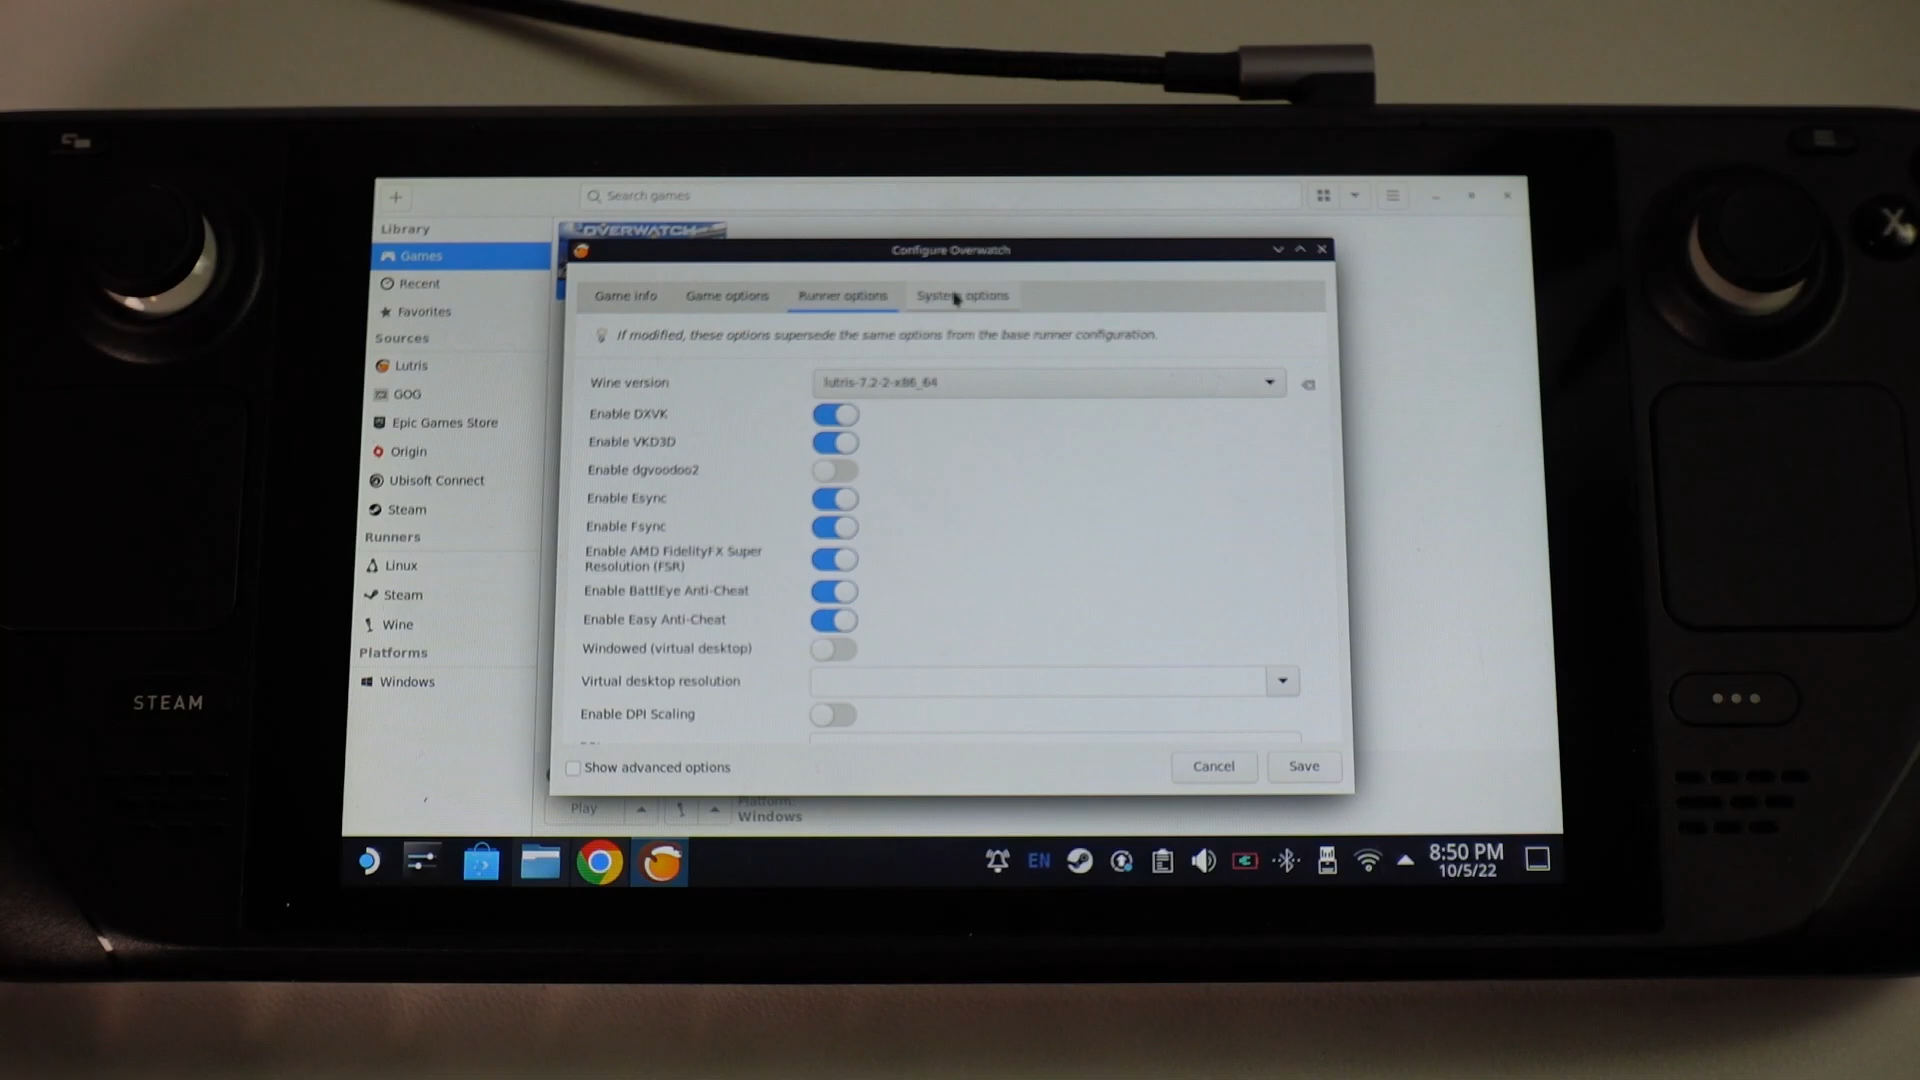 Search games
Library
Games
Recent
Favorites
Sources
Lutris
GOG
Epic Games Store
Origin
Ubisoft Connect
Steam
Runners
Linux
Steam
Wine
Platforms
Windows
OVERWATCH
Configure Overwatch
Game info Game options Runner options System options
If modified, these options supersede the same options from the base runner configuration.
Wine version lutris-7.2-2-x86_64
Enable DXVK
Enable VKD3D
Enable dgvoodoo2
Enable Esync
Enable Fsync
Enable AMD FidelityFX Super
Resolution (FSR)
Enable BattlEye Anti-Cheat
Enable Easy Anti-Cheat
Windowed (virtual desktop)
Virtual desktop resolution
Enable DPI Scaling
Show advanced options Cancel Save
Play Platform:
Windows
EN 8:50 PM
10/5/22
STEAM
X